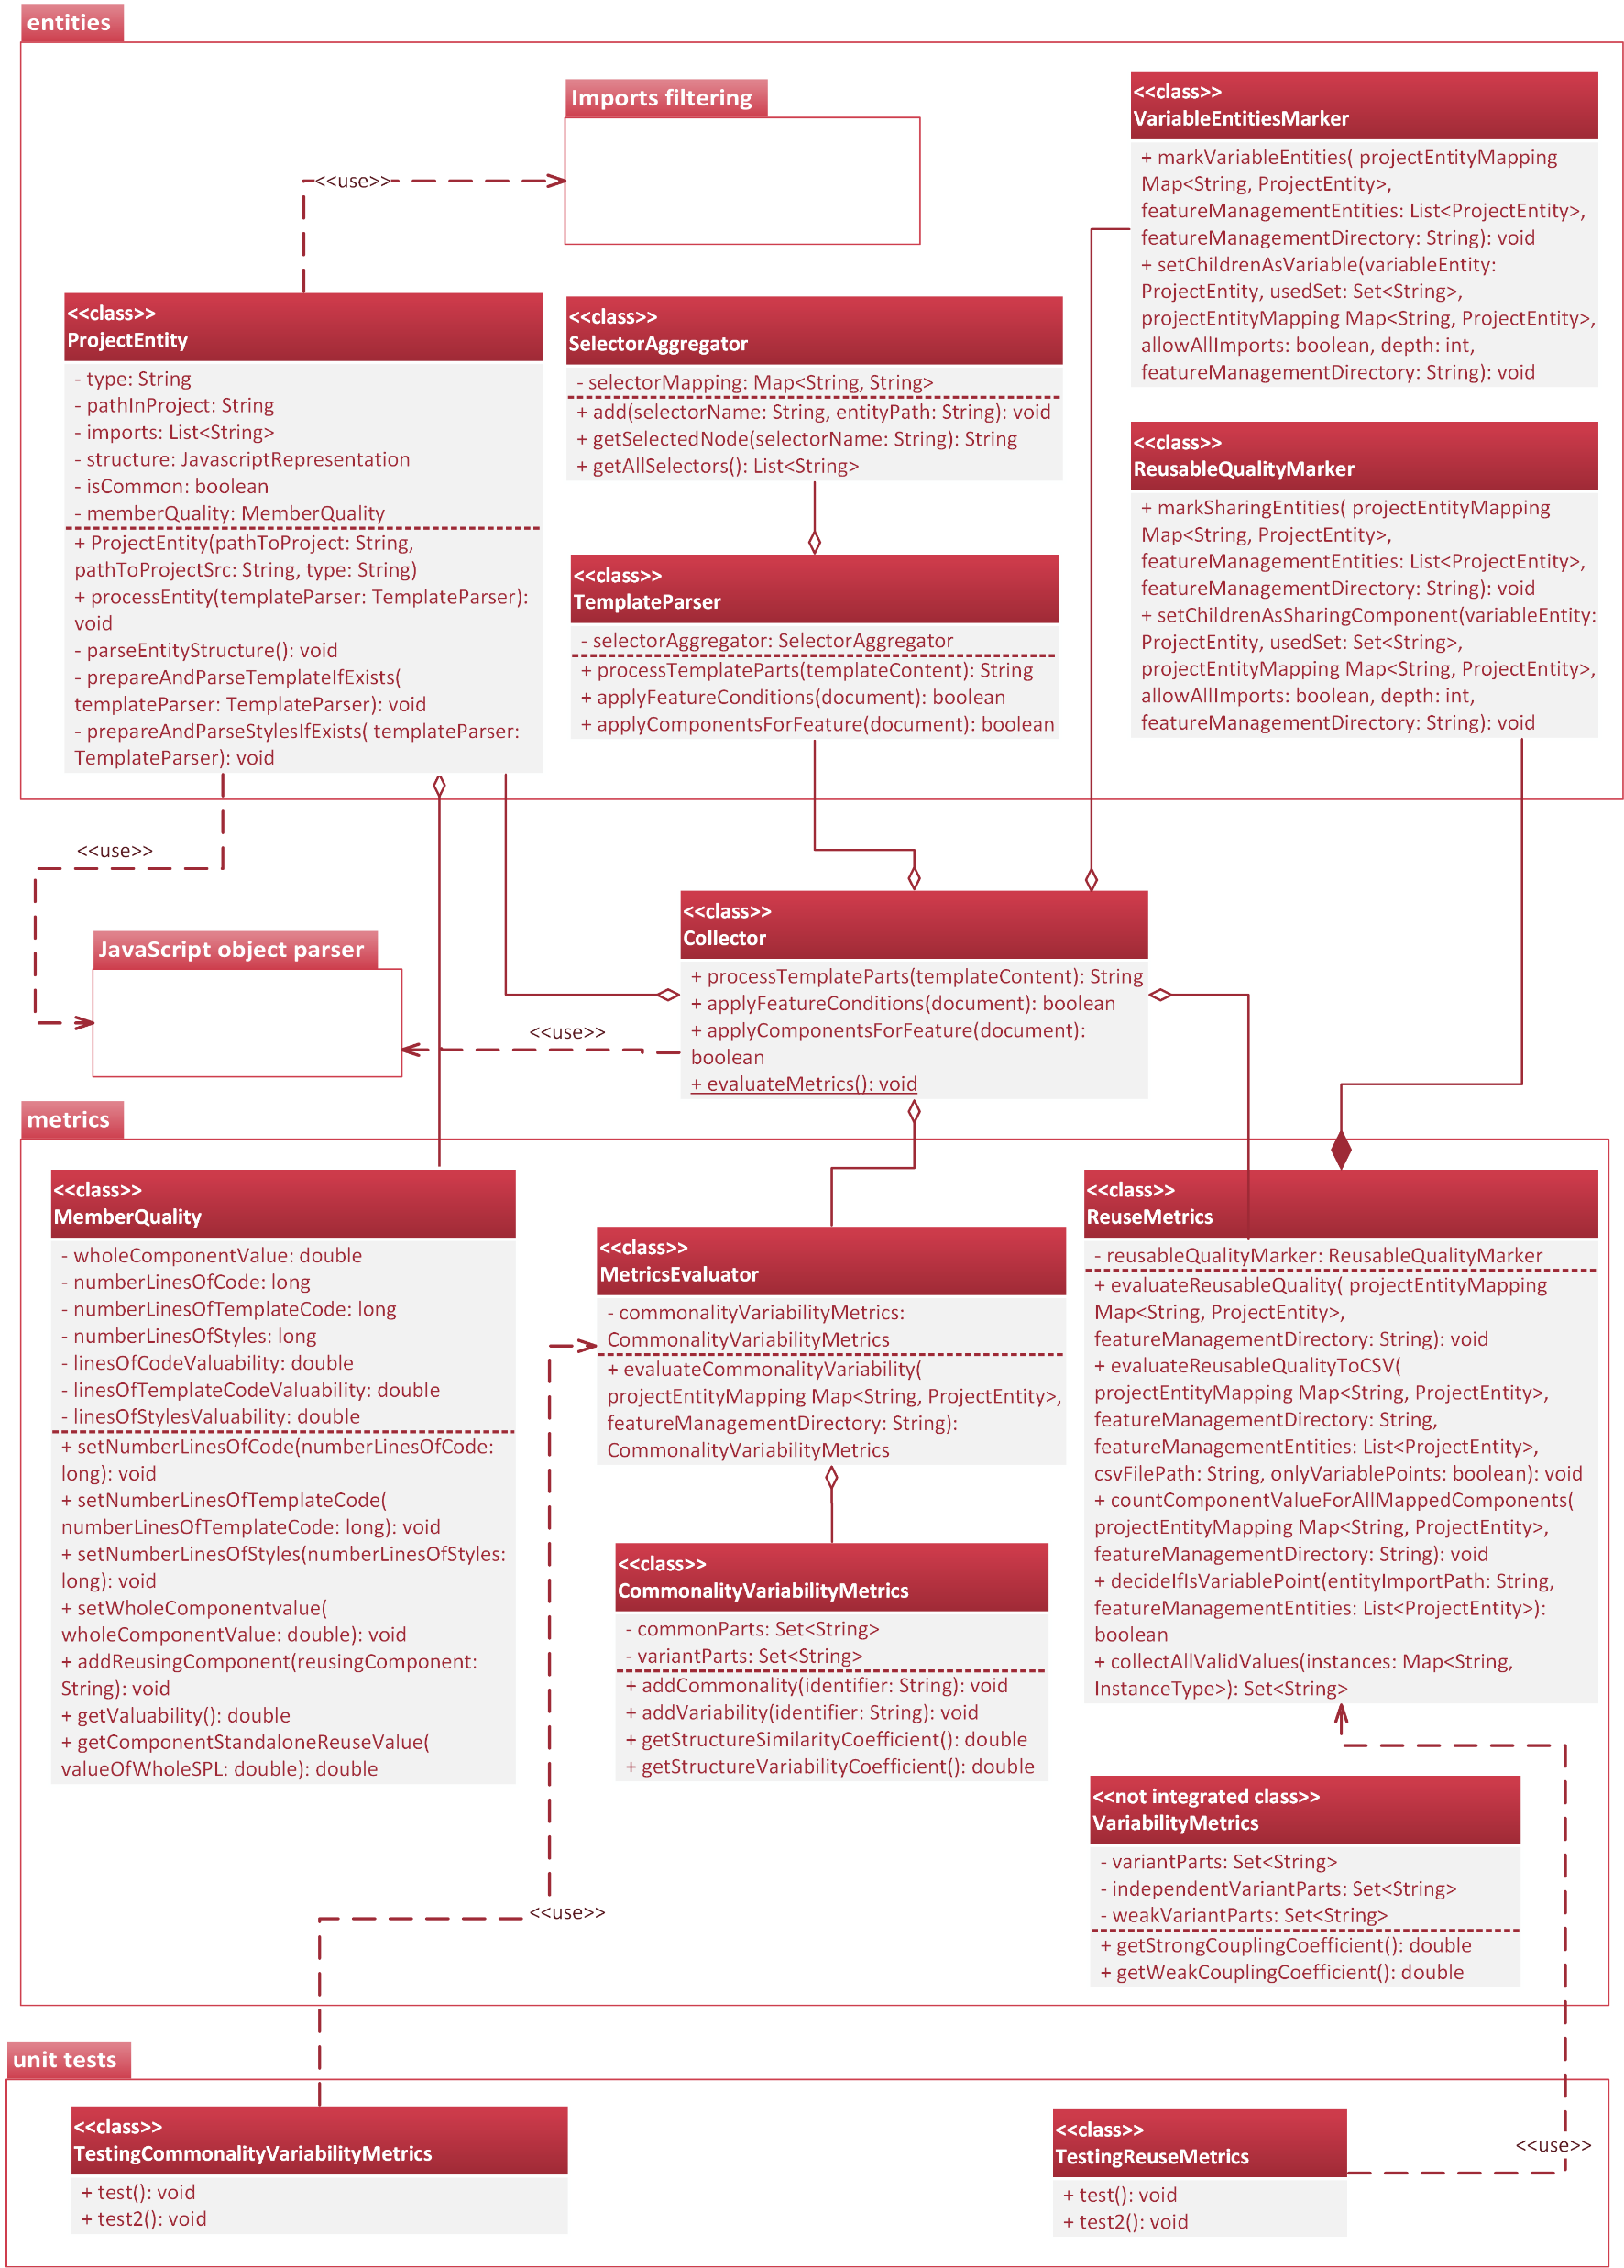 entities
Imports filtering
<<use>>
<<class>>
VariableEntitiesMarker
+ markVariableEntities( projectEntityMapping
Map<String, ProjectEntity>,
featureManagementEntities: List<ProjectEntity>,
featureManagementDirectory: String): void
+ setChildrenAsVariable(variableEntity:
ProjectEntity, usedSet: Set<String>,
projectEntityMapping Map<String, ProjectEntity>,
allowAllImports: boolean, depth: int,
featureManagementDirectory: String): void
<<class>>
ProjectEntity
- type: String
- pathInProject: String
- imports: List<String>
- structure: JavascriptRepresentation
- isCommon: boolean
- memberQuality: MemberQuality
+ ProjectEntity(pathToProject: String,
pathToProjectSrc: String, type: String)
+ processEntity(templateParser: TemplateParser):
void
- parseEntityStructure(): void
- prepareAndParseTemplateIfExists(
templateParser: TemplateParser): void
- prepareAndParseStylesIfExists( templateParser:
TemplateParser): void
<<class>>
SelectorAggregator
- selectorMapping: Map<String, String>
+ add(selectorName: String, entityPath: String): void
+ getSelectedNode(selectorName: String): String
+ getAllSelectors(): List<String>
<<class>>
TemplateParser
- selectorAggregator: SelectorAggregator
+ processTemplateParts(templateContent): String
+ applyFeatureConditions(document): boolean
+ applyComponentsForFeature(document): boolean
<<class>>
ReusableQualityMarker
+ markSharingEntities( projectEntityMapping
Map<String, ProjectEntity>,
featureManagementEntities: List<ProjectEntity>,
featureManagementDirectory: String): void
+ setChildrenAsSharingComponent(variableEntity:
ProjectEntity, usedSet: Set<String>,
projectEntityMapping Map<String, ProjectEntity>,
allowAllImports: boolean, depth: int,
featureManagementDirectory: String): void
<<use>>
JavaScript object parser
<<use>>
<<class>>
Collector
+ processTemplateParts(templateContent): String
+ applyFeatureConditions(document): boolean
+ applyComponentsForFeature(document):
boolean
+ evaluateMetrics(): void
metrics
<<class>>
MemberQuality
- wholeComponentValue: double
- numberLinesOfCode: long
- numberLinesOfTemplateCode: long
- numberLinesOfStyles: long
- linesOfCodeValuability: double
- linesOfTemplateCodeValuability: double
- linesOfStylesValuability: double
+ setNumberLinesOfCode(numberLinesOfCode:
long): void
+ setNumberLinesOfTemplateCode(
numberLinesOfTemplateCode: long): void
+ setNumberLinesOfStyles(numberLinesOfStyles:
long): void
+ setWholeComponentvalue(
wholeComponentValue: double): void
+ addReusingComponent(reusingComponent:
String): void
+ getValuability(): double
+ getComponentStandaloneReuseValue(
valueOfWholeSPL: double): double
<<class>>
MetricsEvaluator
- commonalityVariabilityMetrics:
CommonalityVariabilityMetrics
+ evaluateCommonalityVariability(
projectEntityMapping Map<String, ProjectEntity>,
featureManagementDirectory: String):
CommonalityVariabilityMetrics
<<class>>
CommonalityVariabilityMetrics
- commonParts: Set<String>
- variantParts: Set<String>
+ addCommonality(identifier: String): void
+ addVariability(identifier: String): void
+ getStructureSimilarityCoefficient(): double
+ getStructureVariabilityCoefficient(): double
<<class>>
ReuseMetrics
- reusableQualityMarker: ReusableQualityMarker
+ evaluateReusableQuality( projectEntityMapping
Map<String, ProjectEntity>,
featureManagementDirectory: String): void
+ evaluateReusableQualityToCSV(
projectEntityMapping Map<String, ProjectEntity>,
featureManagementDirectory: String,
featureManagementEntities: List<ProjectEntity>,
csvFilePath: String, onlyVariablePoints: boolean): void
+ countComponentValueForAllMappedComponents(
projectEntityMapping Map<String, ProjectEntity>,
featureManagementDirectory: String): void
+ decideIfIsVariablePoint(entityImportPath: String,
featureManagementEntities: List<ProjectEntity>):
boolean
+ collectAllValidValues(instances: Map<String,
InstanceType>): Set<String>
<<not integrated class>>
VariabilityMetrics
- variantParts: Set<String>
- independentVariantParts: Set<String>
- weakVariantParts: Set<String>
+ getStrongCouplingCoefficient(): double
+ getWeakCouplingCoefficient(): double
<<use>>
unit tests
<<class>>
TestingCommonalityVariabilityMetrics
+ test(): void
+ test2(): void
<<class>>
TestingReuseMetrics
+ test(): void
+ test2(): void
<<use>>